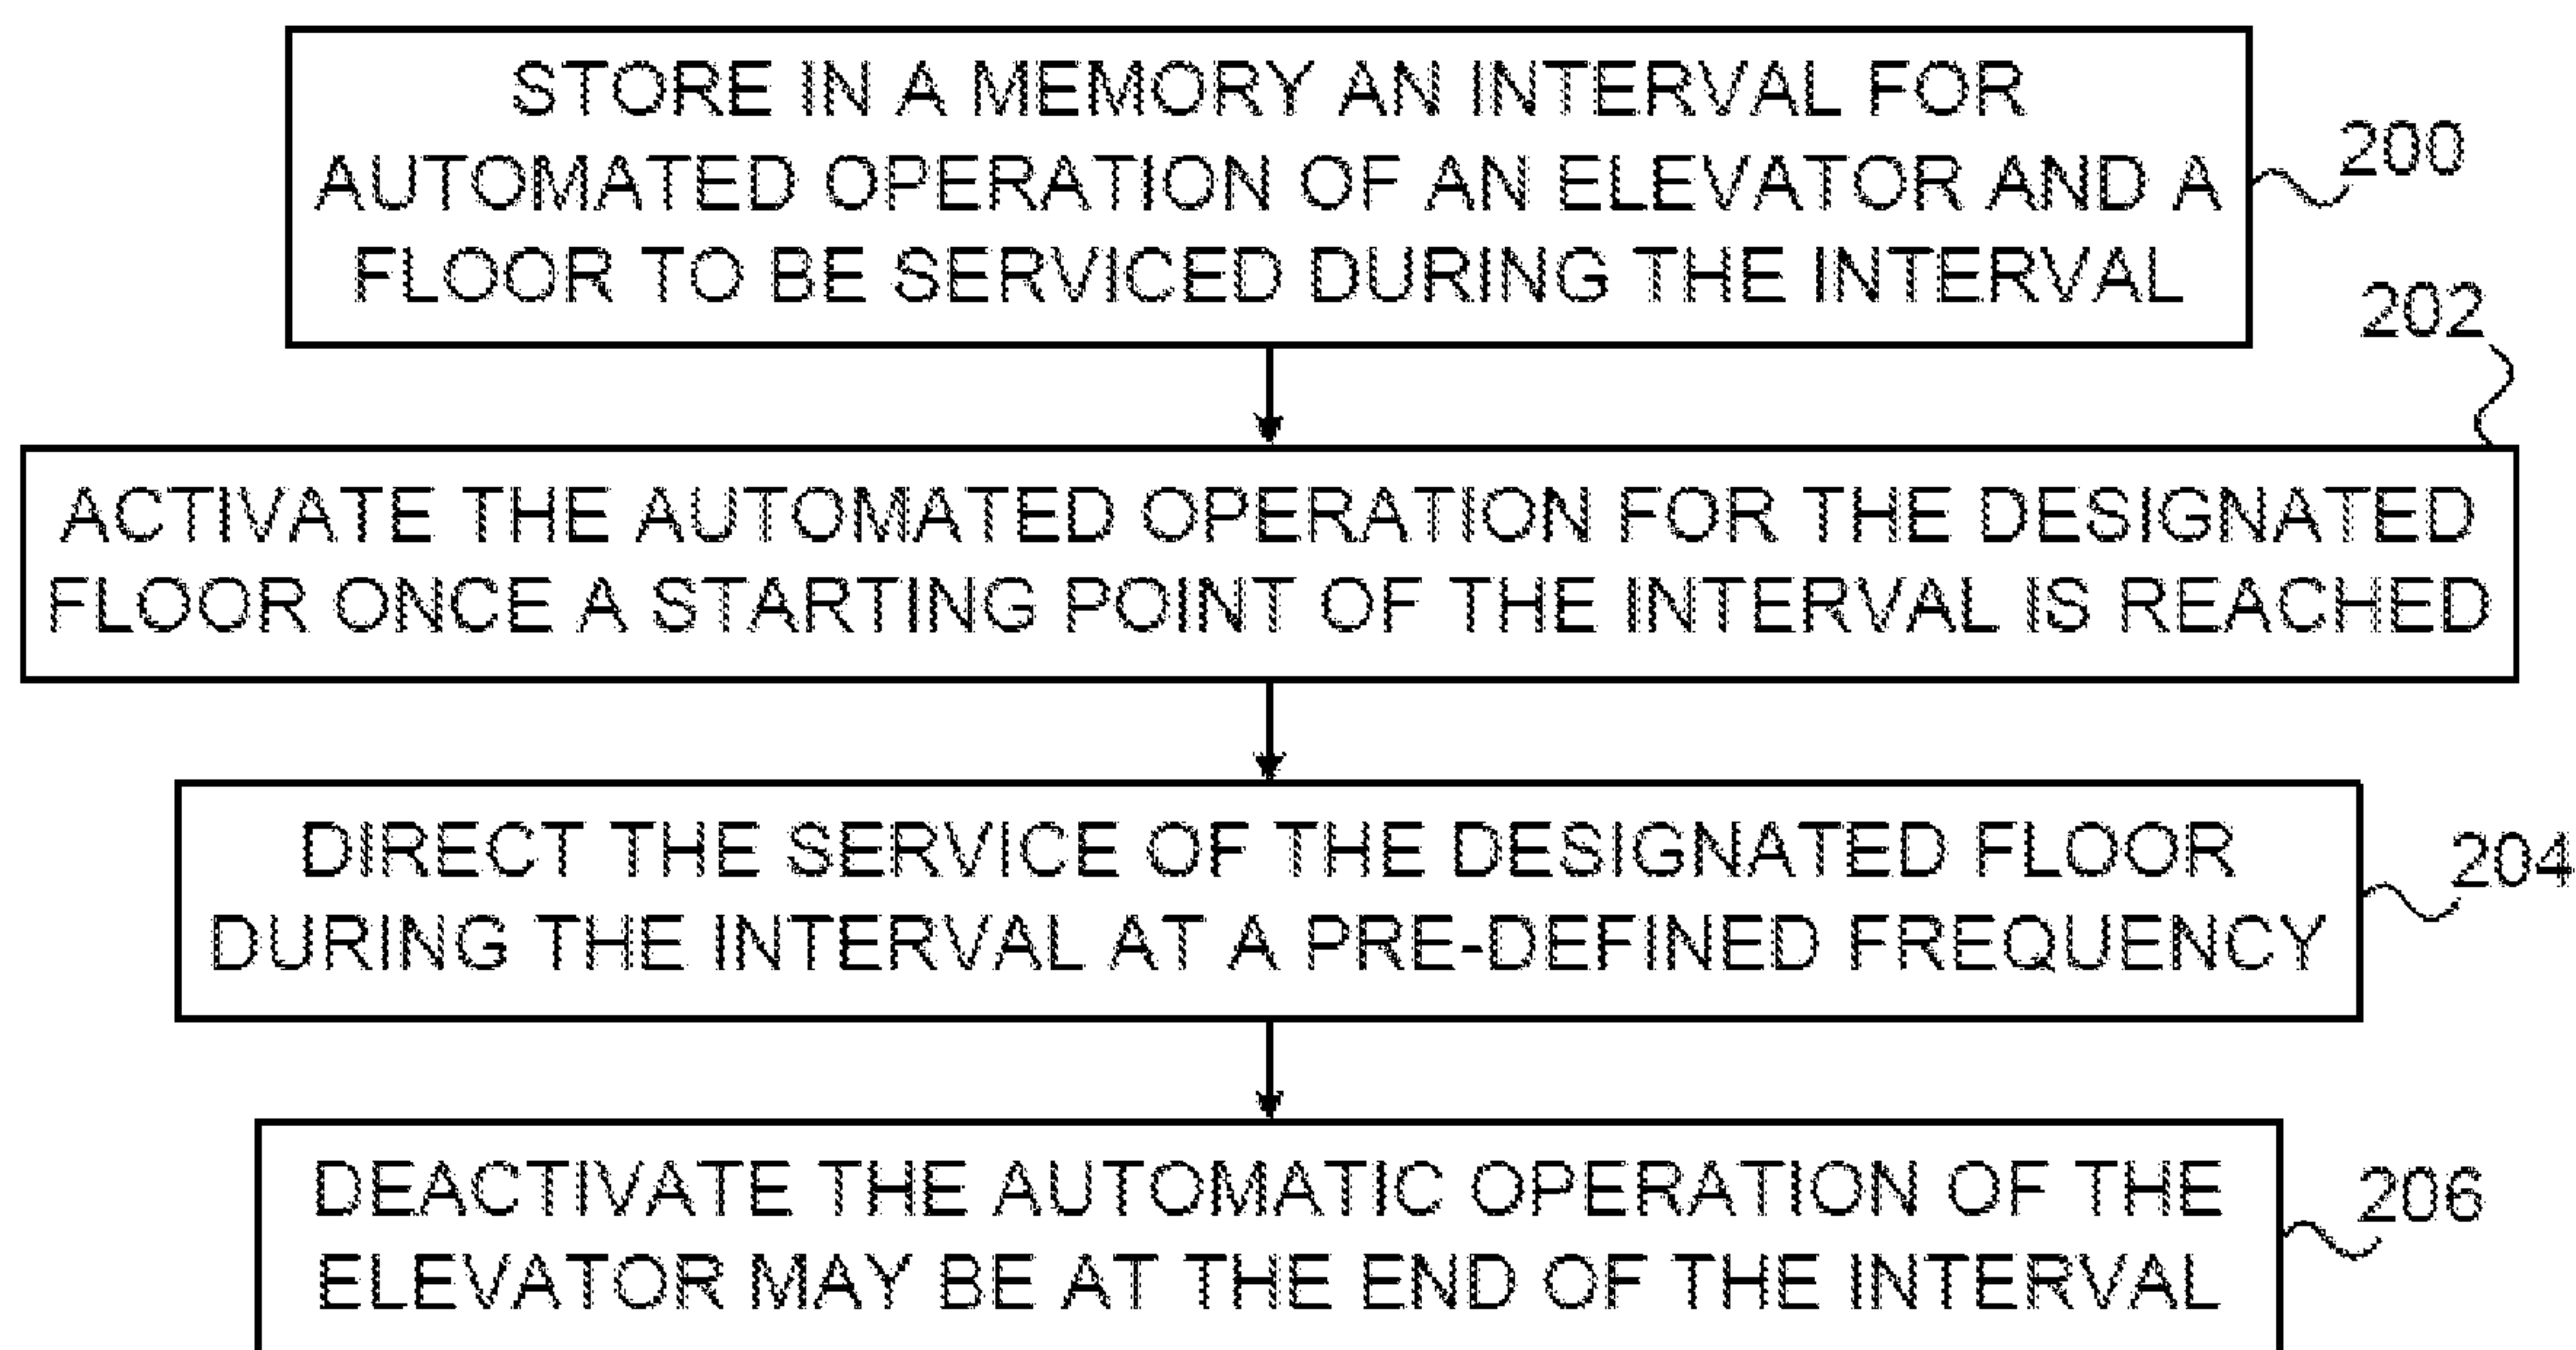 STORE IN A MEMORY AN INTERVAL FOR
AUTOMATED OPERATION OF AN ELEVATOR AND A
FLOOR TO BE SERVICED DURING THE INTERVAL
200
202
ACTIVATE THE AUTOMATED OPERATION FOR THE DESIGNATED
FLOOR ONCE A STARTING POINT OF THE INTERVAL IS REACHED
DIRECT THE SERVICE OF THE DESIGNATED FLOOR
DURING THE INTERVAL AT A PRE-DEFINED FREQUENCY
204
DEACTIVATE THE AUTOMATIC OPERATION OF THE
ELEVATOR MAY BE AT THE END OF THE INTERVAL
206